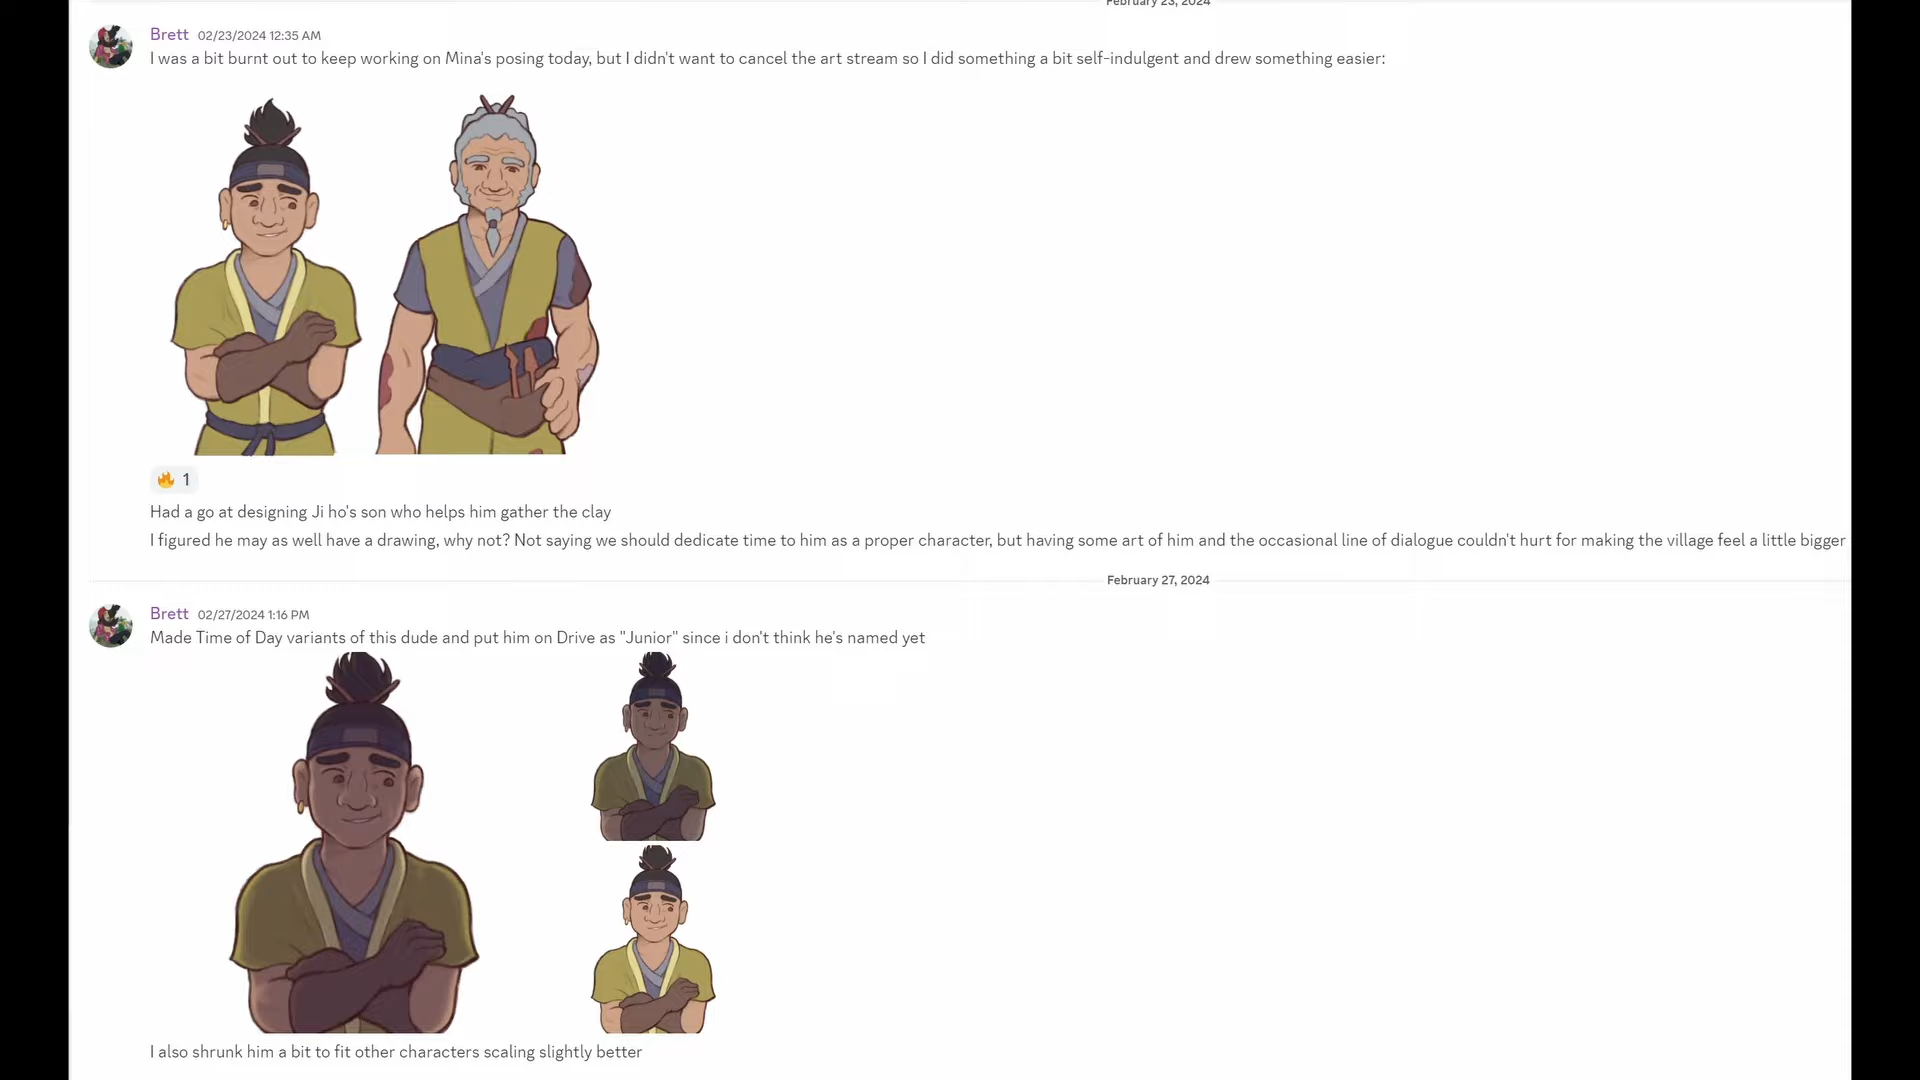 February 23, 2024
Brett 02/23/2024 12:35 AM
I was a bit burnt out to keep working on Mina's posing today, but I didn't want to cancel the art stream so I did something a bit self-indulgent and drew something easier:
1
Had a go at designing Ji ho's son who helps him gather the clay
I figured he may as well have a drawing, why not? Not saying we should dedicate time to him as a proper character, but having some art of him and the occasional line of dialogue couldn't hurt for making the village feel a little bigger
February 27, 2024
Brett 02/27/2024 1:16 PM
Made Time of Day variants of this dude and put him on Drive as "Junior" since i don't think he's named yet
I also shrunk him a bit to fit other characters scaling slightly better